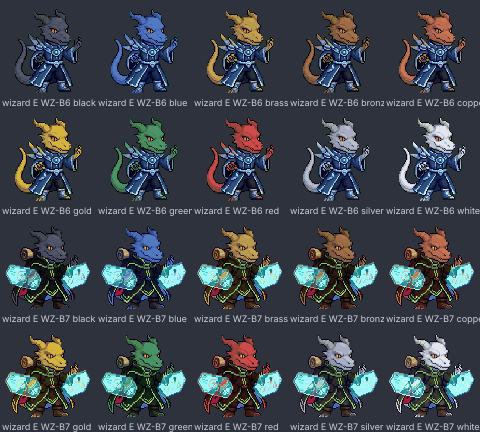 wizard E WZ-B6 black wizard E WZ-B6 blue wizard E WZ-B6 brass wizard E WZ-B6 bronz wizard E WZ-B6 coppe
wizard E WZ-B6 gold wizard E WZ-B6 green wizard E WZ-B6 red wizard E WZ-B6 silver wizard E WZ-B6 white
wizard E WZ-B7 black wizard E WZ-B7 blue wizard E WZ-B7 brass wizard E WZ-B7 bronz wizard E WZ-B7 coppe
wizard E WZ-B7 gold wizard E WZ-B7 green wizard E WZ-B7 red wizard E WZ-B7 silver wizard E WZ-B7 white